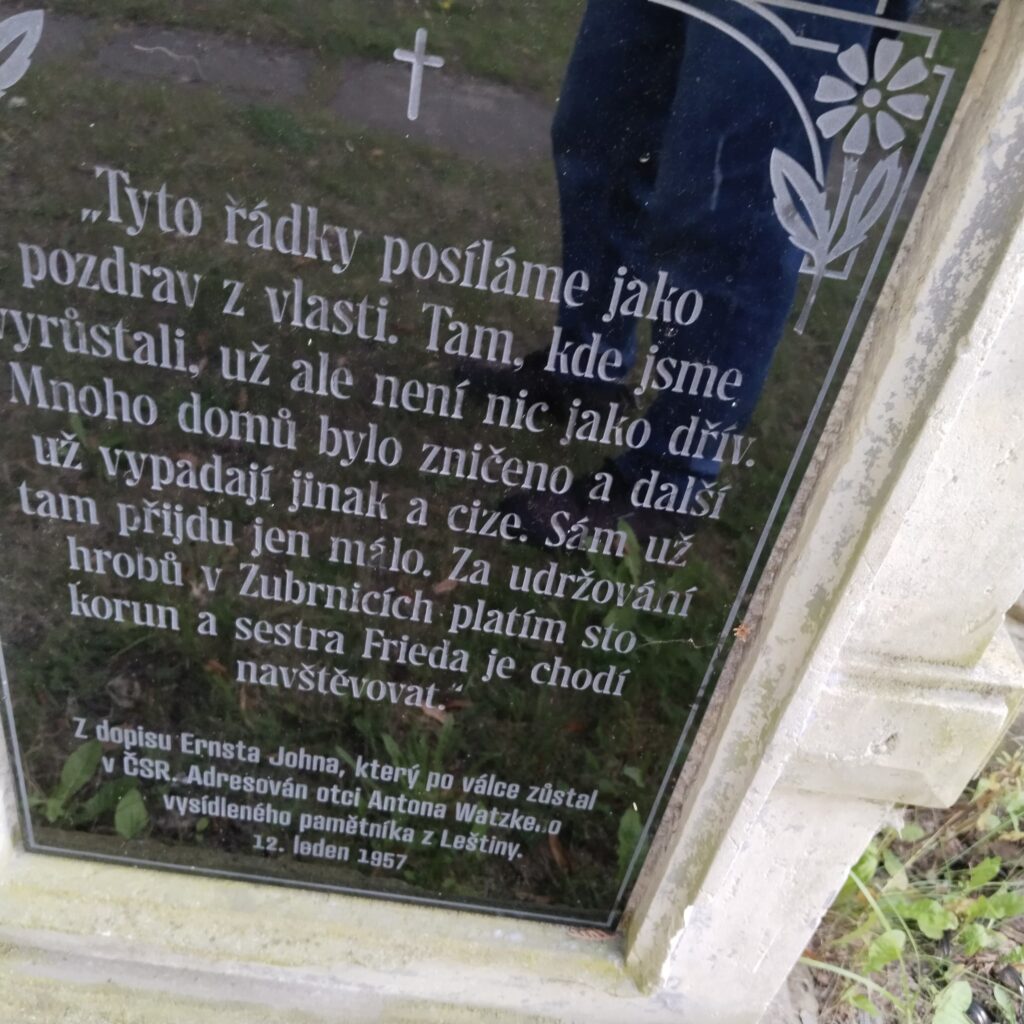 „Tyto řádky posíláme jako
pozdrav z vlasti. Tam, kde jsme
vyrůstali, už ale není nic jako dřív.
Mnoho domů bylo zničeno a další
už vypadají jinak a cize. Sám už
tam přijdu jen málo. Za udržování
hrobů v Zubrnicích platím sto
korun a sestra Frieda je chodí
navštěvovat.“
Z dopisu Ernsta Johna, který po válce zůstal
v ČSR. Adresován otci Antona Watzkeho
vysídleného pamětníka z Leštiny.
12. leden 1957